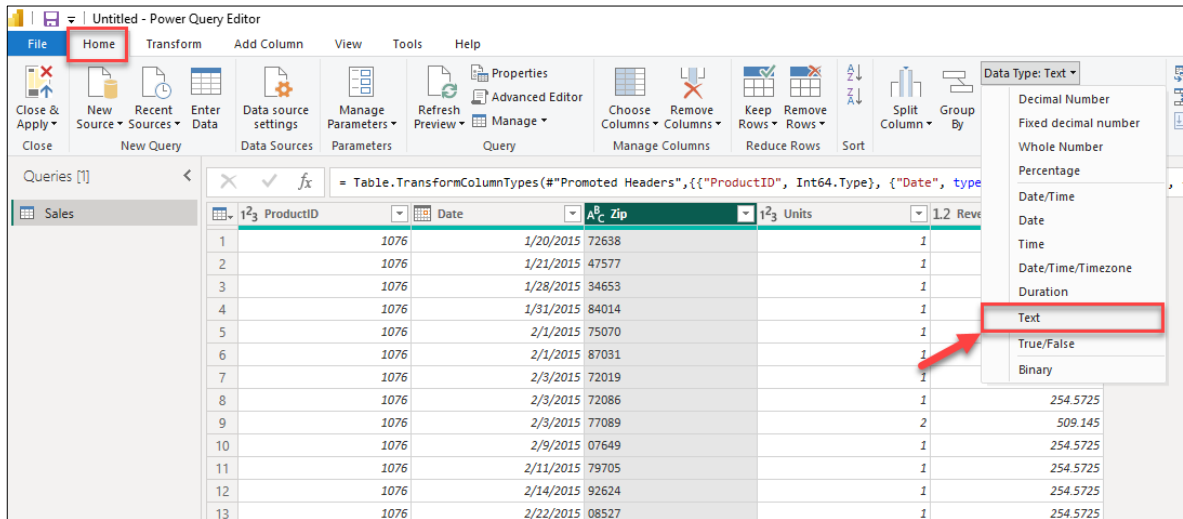 Untitled - Power Query Editor
File Home Transform Add Column View Tools Help
Close & Apply
New Source
Recent Sources
Enter Data
Data source settings
Manage Parameters
Refresh Preview
Properties
Advanced Editor
Manage
Choose Columns
Remove Columns
Keep Rows
Remove Rows
Split Column
Group By
Data Type: Text
Close New Query Data Sources Parameters Query Manage Columns Reduce Rows Sort
Decimal Number
Fixed decimal number
Whole Number
Percentage
Date/Time
Date
Time
Date/Time/Timezone
Duration
Text
True/False
Binary
Queries [1]
Sales
fx = Table.TransformColumnTypes(#"Promoted Headers",{{"ProductID", Int64.Type}, {"Date", type
1²3 ProductID Date ABC Zip 1²3 Units 1.2 Reve
1 1076 1/20/2015 72638 1
2 1076 1/21/2015 47577 1
3 1076 1/28/2015 34653 1
4 1076 1/31/2015 84014 1
5 1076 2/1/2015 75070 1
6 1076 2/1/2015 87031 1
7 1076 2/3/2015 72019 1
8 1076 2/3/2015 72086 1 254.5725
9 1076 2/3/2015 77089 2 509.145
10 1076 2/9/2015 07649 1 254.5725
11 1076 2/11/2015 79705 1 254.5725
12 1076 2/14/2015 92624 1 254.5725
13 1076 2/22/2015 08527 1 254.5725